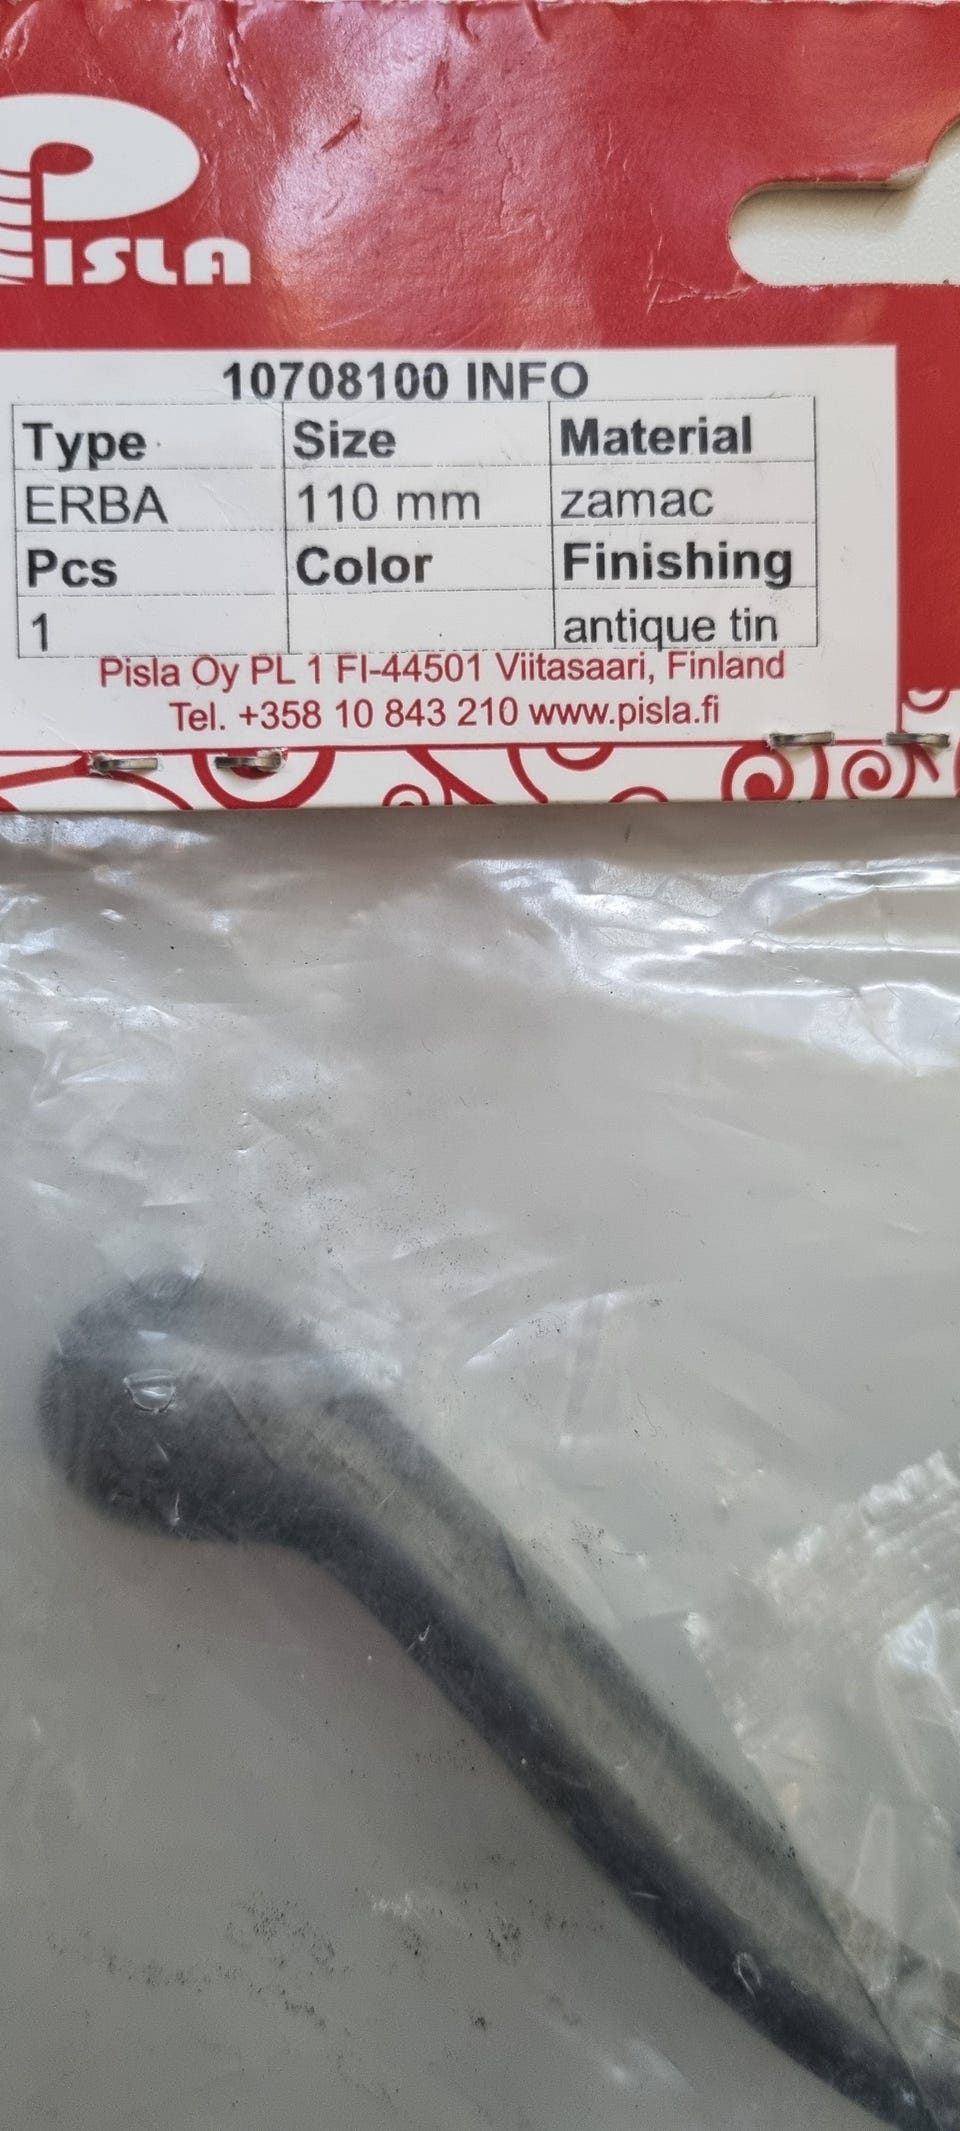 PISLA
10708100 INFO
Type Size Material
ERBA 110 mm zamac
Pcs Color Finishing
1 antique tin
Pisla Oy PL 1 FI-44501 Viitasaari, Finland
Tel. +358 10 843 210 www.pisla.fi